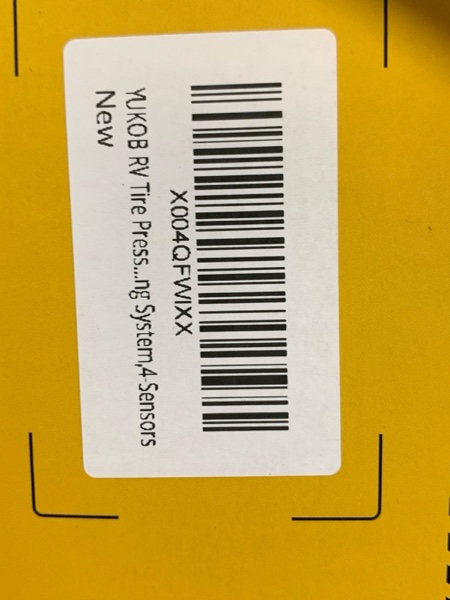 X004QFWIXX
YUKOB RV Tire Press...ng System,4-Sensors
New